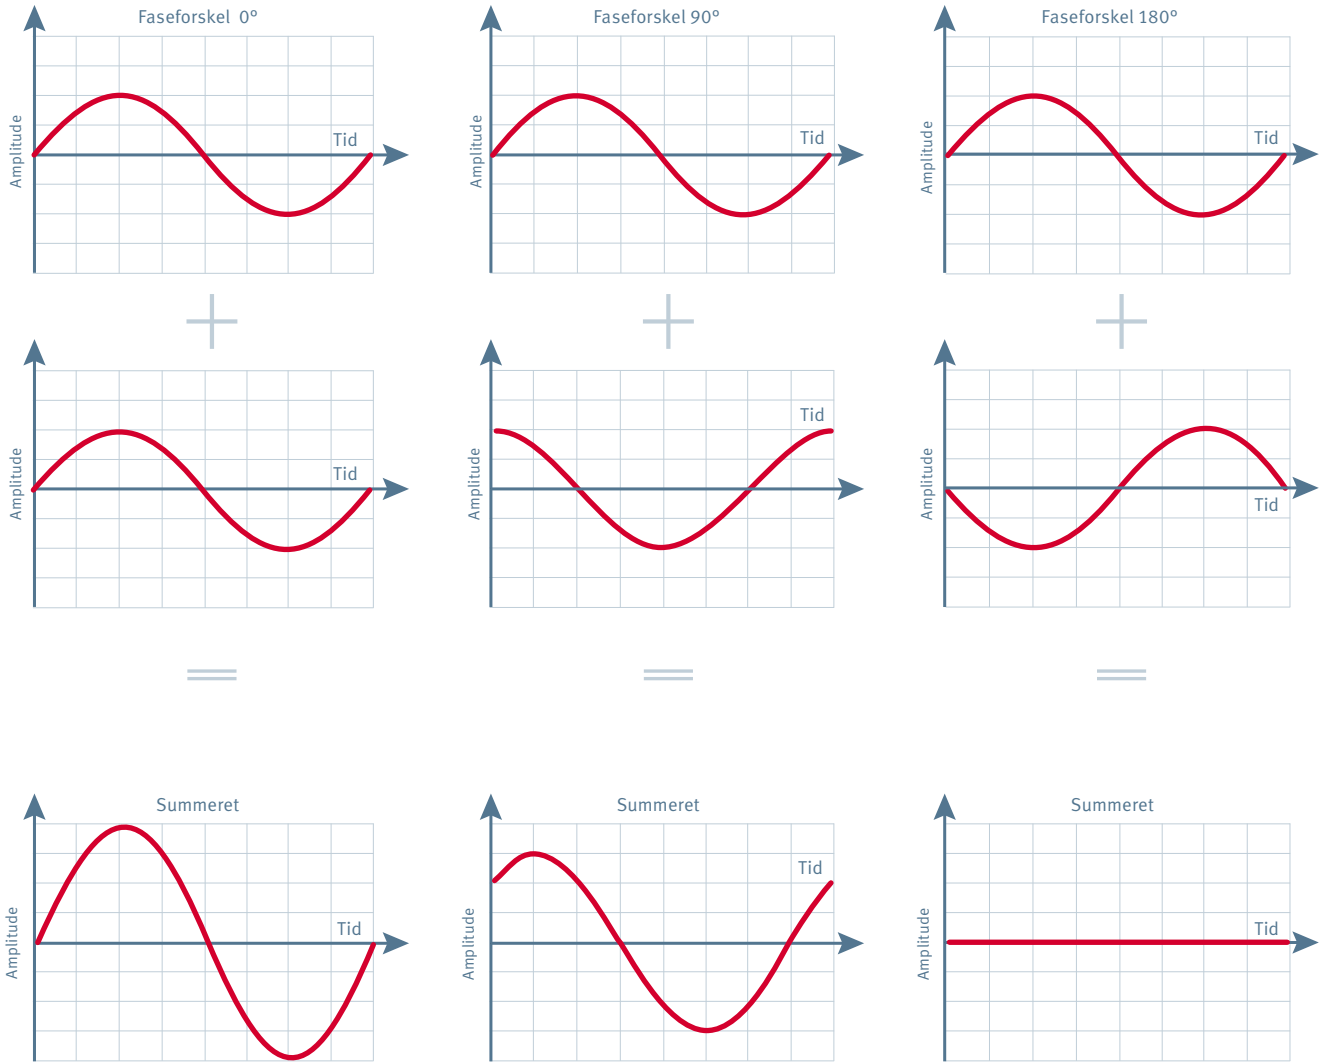 Faseforskel 0°
Amplitude
Tid
Faseforskel 90°
Amplitude
Tid
Faseforskel 180°
Amplitude
Tid
+
+
+
Amplitude
Tid
Amplitude
Tid
Amplitude
Tid
=
=
=
Summeret
Amplitude
Tid
Summeret
Amplitude
Tid
Summeret
Amplitude
Tid